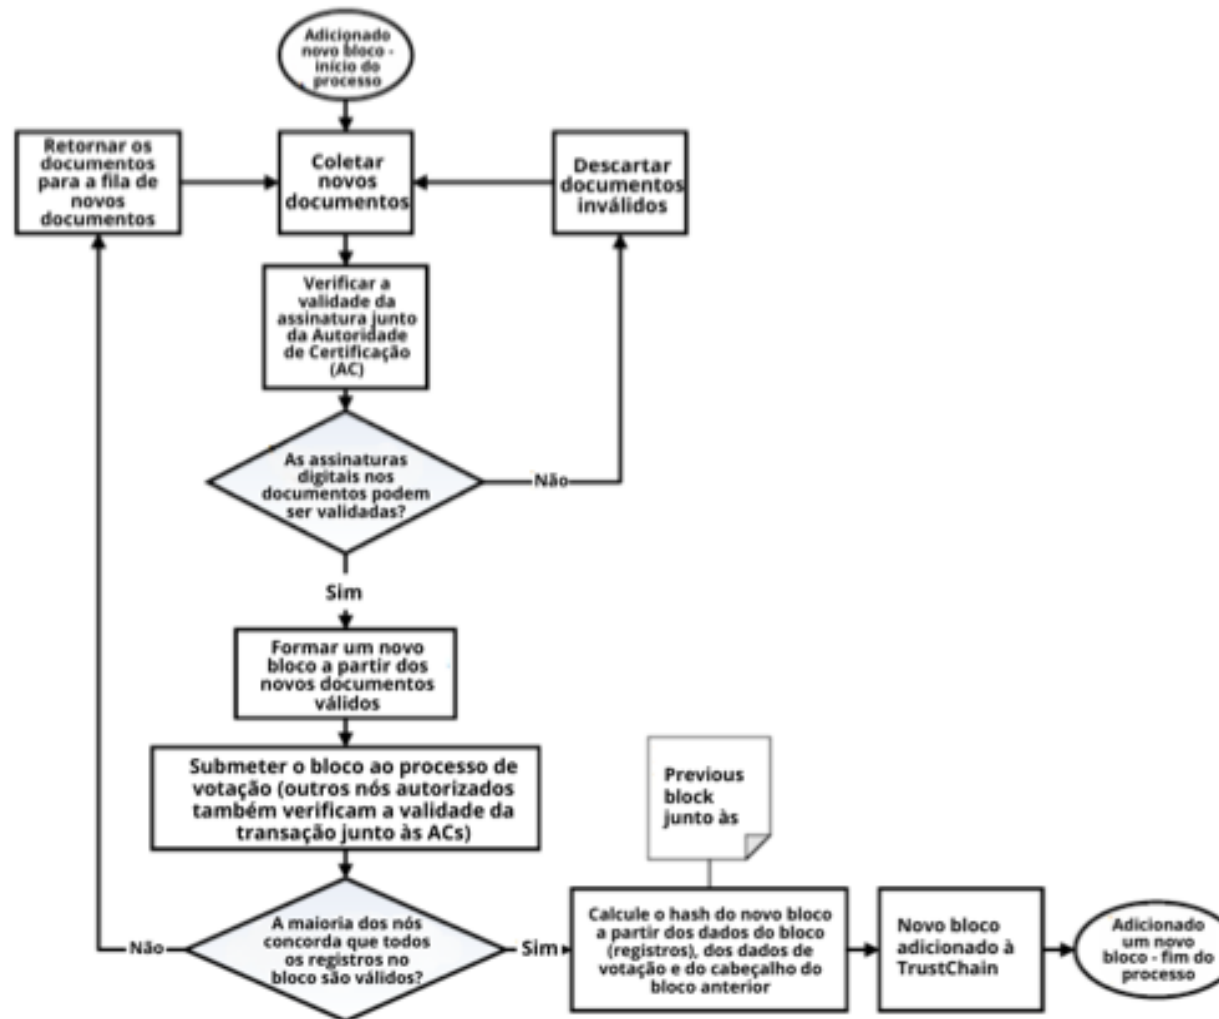 Adicionado
novo bloco -
início do
processo
Retornar os
documentos
para a fila de
novos
documentos
Coletar
novos
documentos
Descartar
documentos
inválidos
Verificar a
validade da
assinatura junto
da Autoridade
de Certificação
(AC)
As assinaturas
digitais nos
documentos podem
ser validadas?
Não
Sim
Formar um novo
bloco a partir dos
novos documentos
válidos
Submeter o bloco ao processo de
votação (outros nós autorizados
também verificam a validade da
transação junto às ACs)
Previous
block
junto às
A maioria dos nós
concorda que todos
os registros no
bloco são válidos?
Não
Sim
Calcule o hash do novo bloco
a partir dos dados do bloco
(registros), dos dados de
votação e do cabeçalho do
bloco anterior
Novo bloco
adicionado à
TrustChain
Adicionado
um novo
bloco - fim do
processo